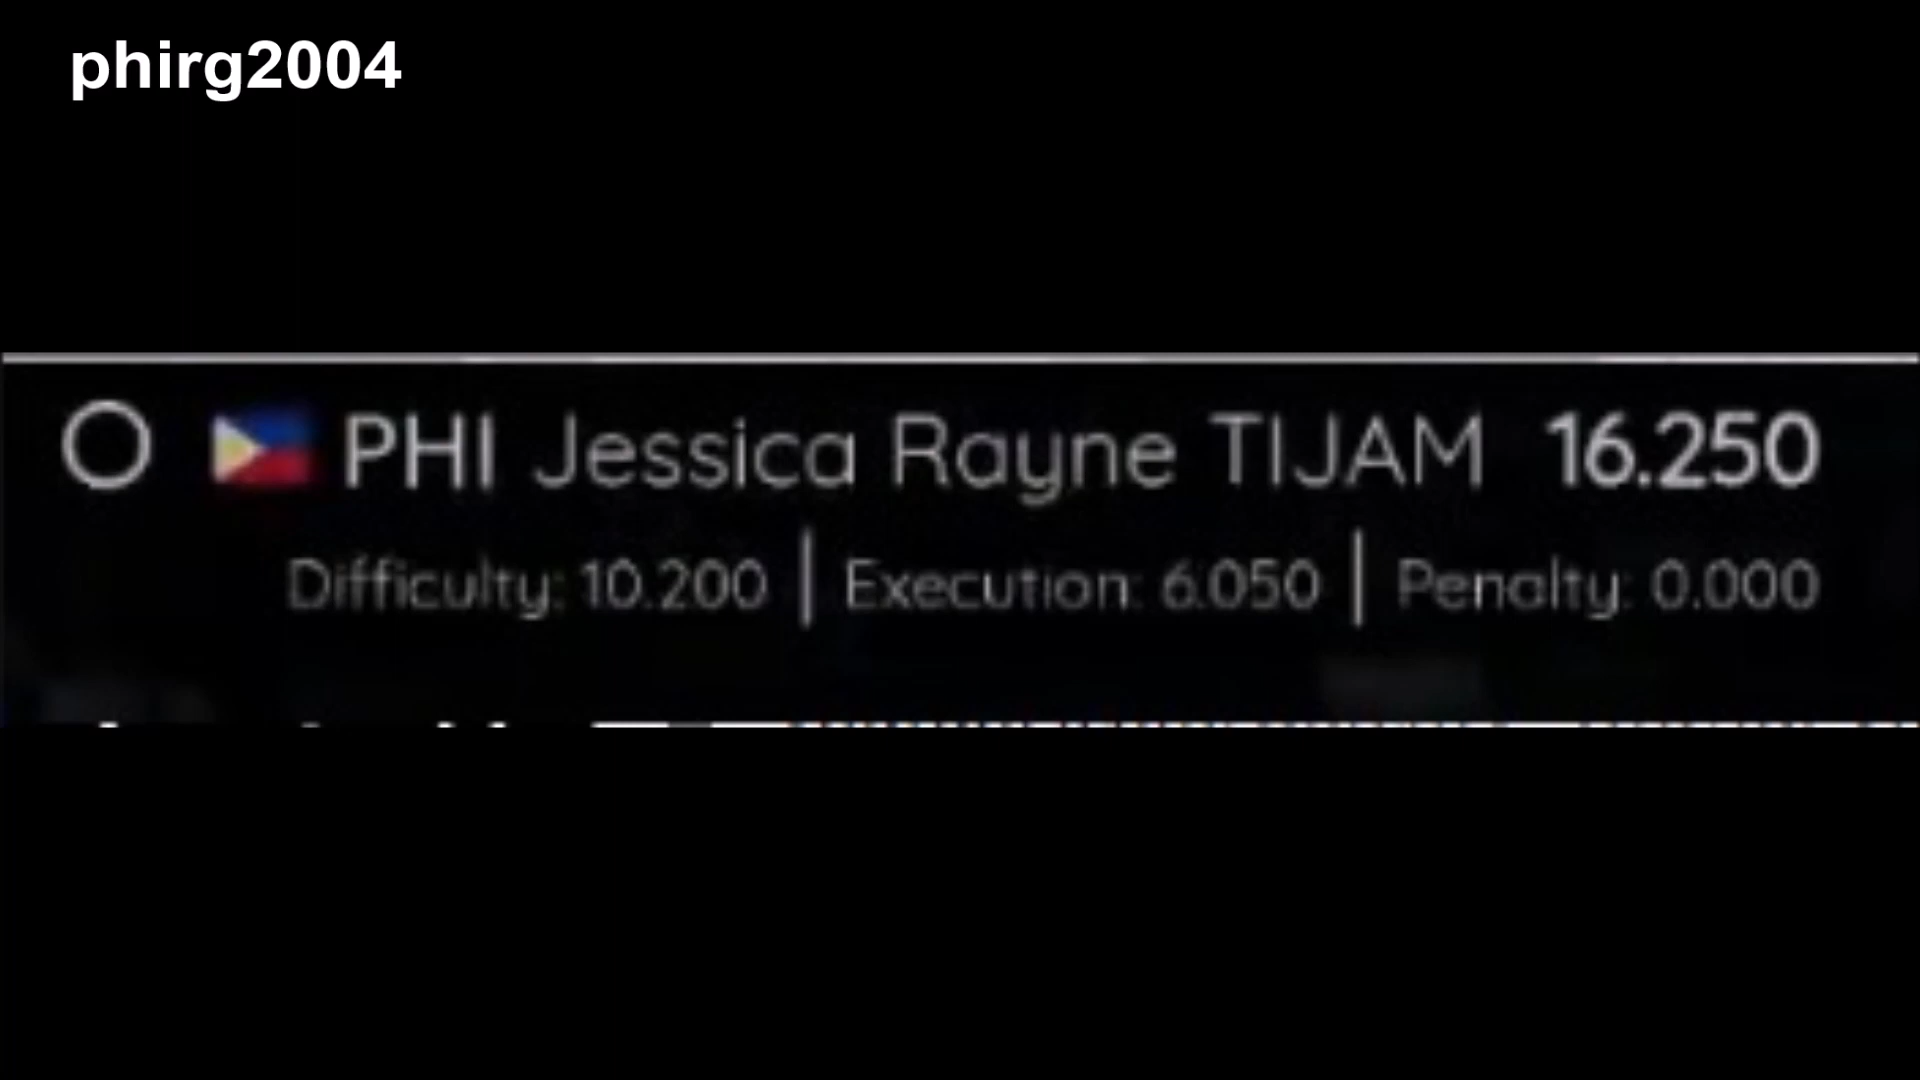 phirg2004
PHI Jessica Rayne TIJAM 16.250
Difficulty: 10.200 | Execution: 6.050 | Penalty: 0.000